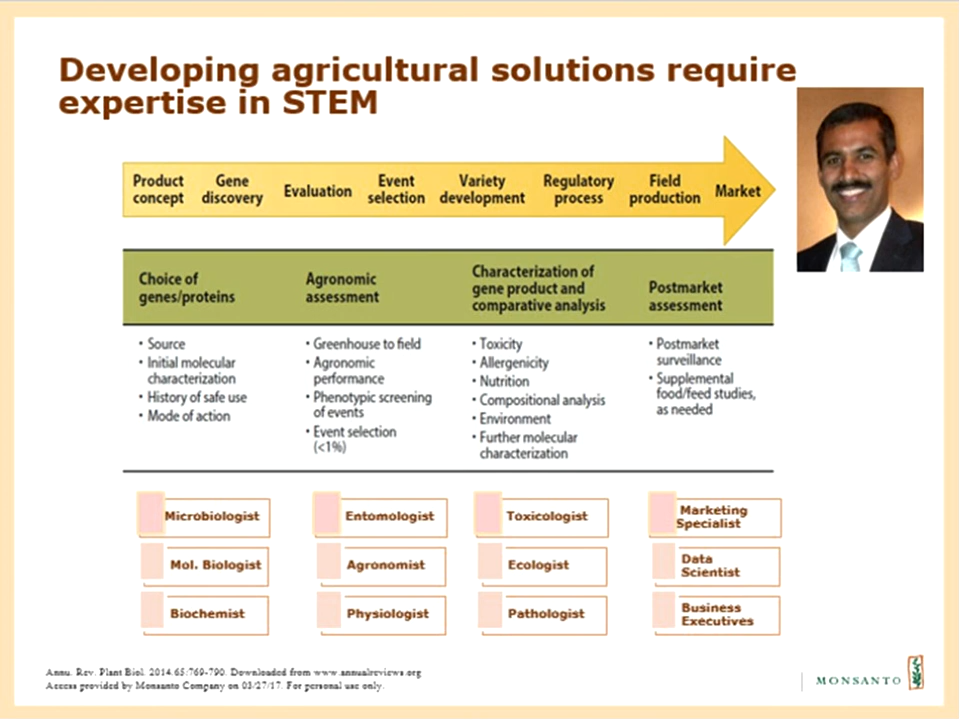 Developing agricultural solutions require
expertise in STEM
Product concept
Gene discovery
Evaluation
Event selection
Variety development
Regulatory process
Field production
Market
Choice of
genes/proteins
Agronomic
assessment
Characterization of
gene product and
comparative analysis
Postmarket
assessment
• Source
• Initial molecular
characterization
• History of safe use
• Mode of action
• Greenhouse to field
• Agronomic
performance
• Phenotypic screening
of events
• Event selection
(<1%)
• Toxicity
• Allergenicity
• Nutrition
• Compositional analysis
• Environment
• Further molecular
characterization
• Postmarket
surveillance
• Supplemental
food/feed studies,
as needed
Microbiologist
Mol. Biologist
Biochemist
Entomologist
Agronomist
Physiologist
Toxicologist
Ecologist
Pathologist
Marketing
Specialist
Data
Scientist
Business
Executives
Annu. Rev. Plant Biol. 2014.65:769-790. Downloaded from www.annualreviews.org
Access provided by Monsanto Company on 03/27/17. For personal use only.
MONSANTO